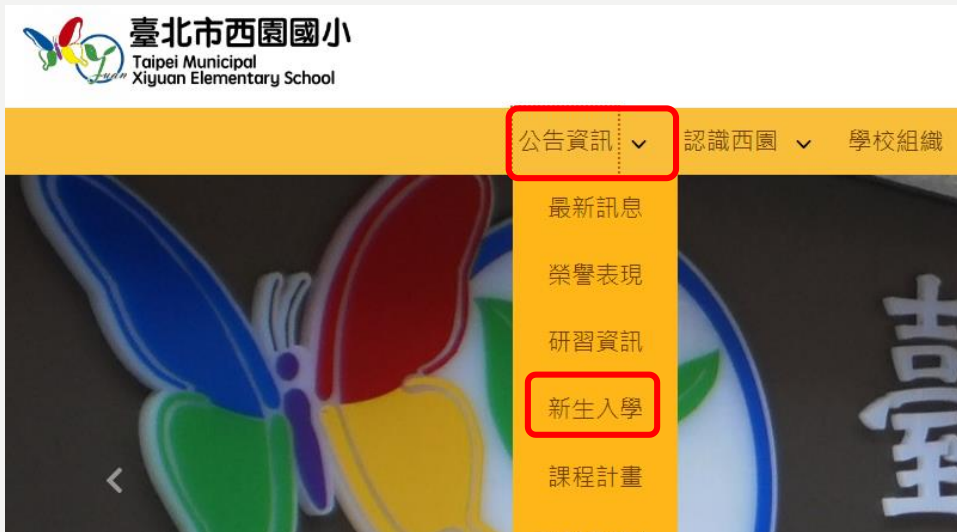 臺北市西園國小
Taipei Municipal
Xiyuan Elementary School
Yuan
公告資訊 認識西園 學校組織
最新訊息
榮譽表現
研習資訊
新生入學
課程計畫
臺